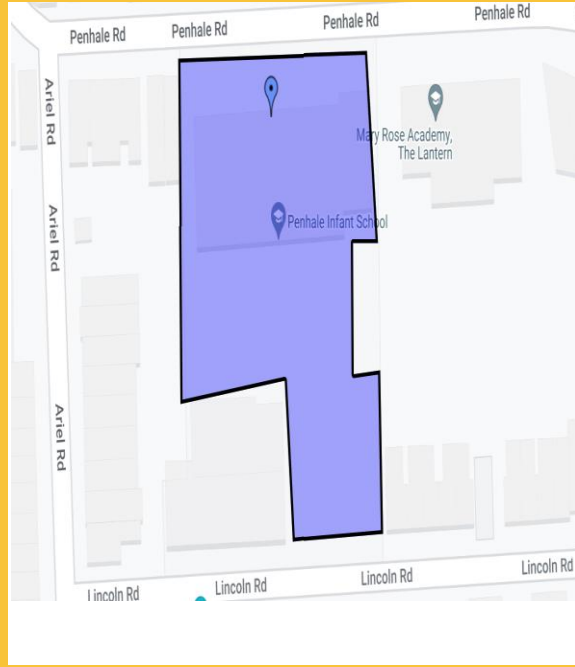 Penhale Rd
Penhale Rd
Penhale Rd
Penhale Rd
Ariel Rd
Mary Rose Academy,
The Lantern
Ariel Rd
Penhale Infant School
Ariel Rd
Lincoln Rd
Lincoln Rd
Lincoln Rd
Lincoln Rd